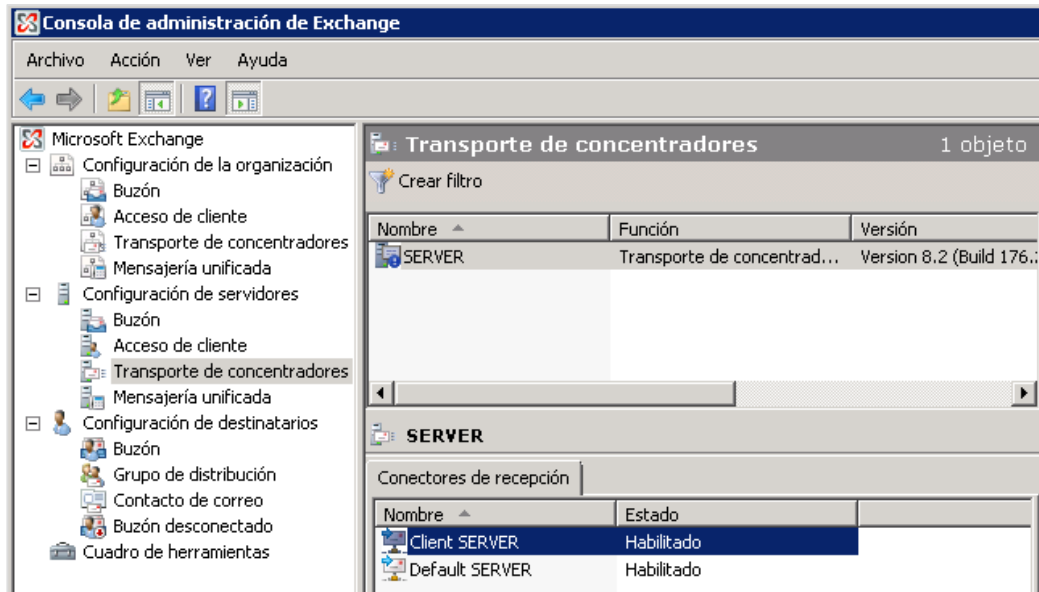 Consola de administración de Exchange
Archivo Acción Ver Ayuda
Microsoft Exchange
Configuración de la organización
Buzón
Acceso de cliente
Transporte de concentradores
Mensajería unificada
Configuración de servidores
Buzón
Acceso de cliente
Transporte de concentradores
Mensajería unificada
Configuración de destinatarios
Buzón
Grupo de distribución
Contacto de correo
Buzón desconectado
Cuadro de herramientas
Transporte de concentradores 1 objeto
Crear filtro
Nombre Función Versión
SERVER Transporte de concentrad... Version 8.2 (Build 176.
SERVER
Conectores de recepción
Nombre Estado
Client SERVER Habilitado
Default SERVER Habilitado